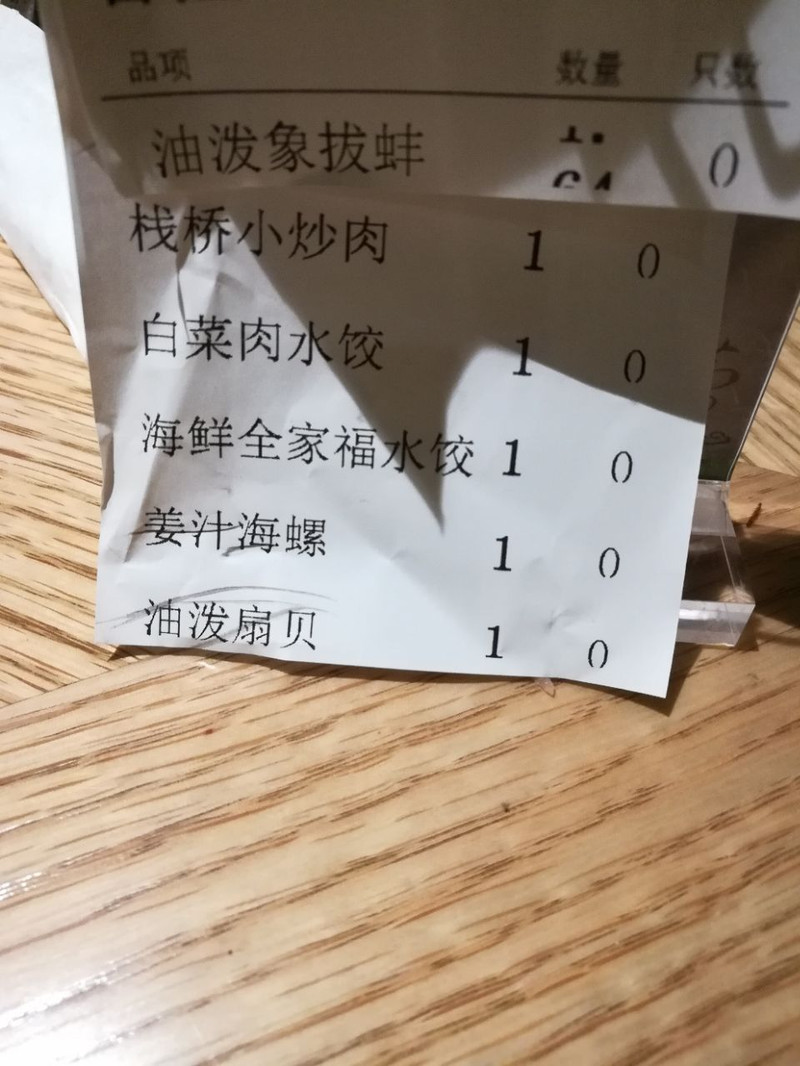 品项 数量 只数
油泼象拔蚌 1. 0
64
栈桥小炒肉 1 0
白菜肉水饺 1 0
海鲜全家福水饺 1 0
姜汁海螺 1 0
油泼扇贝 1 0